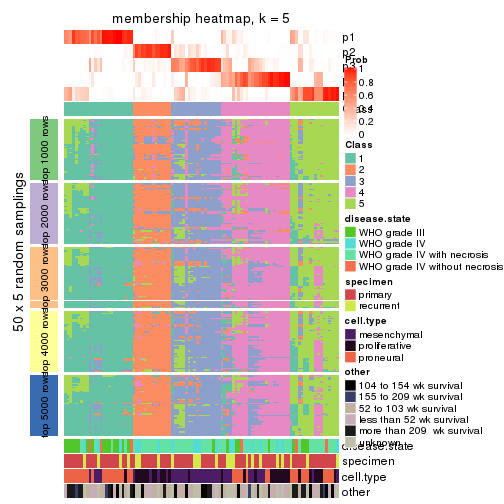 membership heatmap, k = 5
p1
p2
p3
Prob
1
0.8
0.6
0.4
0.2
0
Class
Class
1
2
3
4
5
disease.state
WHO grade III
WHO grade IV
WHO grade IV with necrosis
WHO grade IV without necrosis
specimen
primary
recurrent
cell.type
mesenchymal
proliferative
proneural
other
104 to 154 wk survival
155 to 209 wk survival
52 to 103 wk survival
less than 52 wk survival
more than 209 wk survival
unknown
disease.state
specimen
cell.type
other
50 x 5 random samplings
top 1000 rows
top 2000 rows
top 3000 rows
top 4000 rows
top 5000 rows